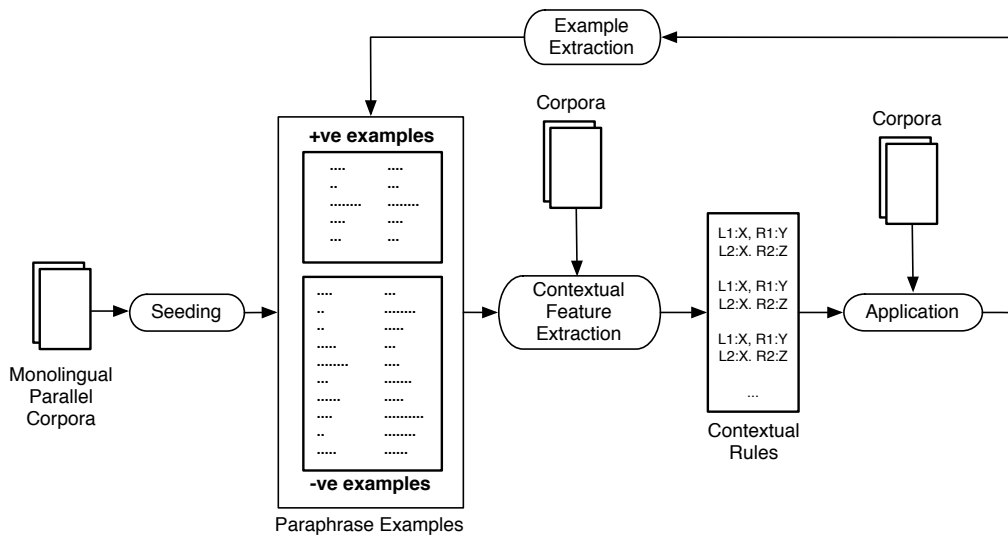 Example
Extraction
Corpora
Corpora
+ve examples
.... ....
.. ...
........ ........
.... ....
... ...
L1:X, R1:Y
L2:X. R2:Z
L1:X, R1:Y
L2:X. R2:Z
L1:X, R1:Y
L2:X. R2:Z
...
Seeding
Contextual
Feature
Extraction
Application
.... ....
.. ........
.. .....
..... ...
........ ....
... .......
...... .....
.... ..........
.. ........
..... ......
Monolingual
Parallel
Corpora
Contextual
Rules
-ve examples
Paraphrase Examples